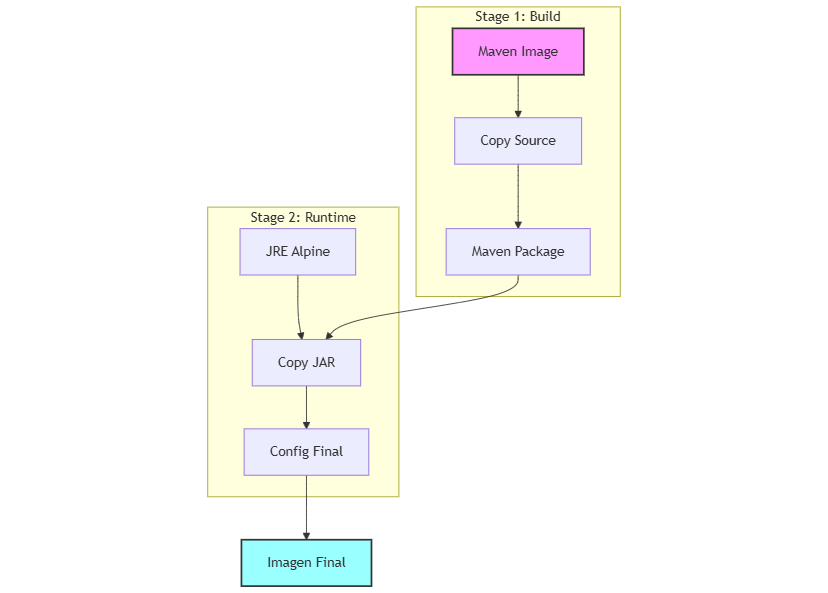 Stage 1: Build
Maven Image
Copy Source
Maven Package
Stage 2: Runtime
JRE Alpine
Copy JAR
Config Final
Imagen Final